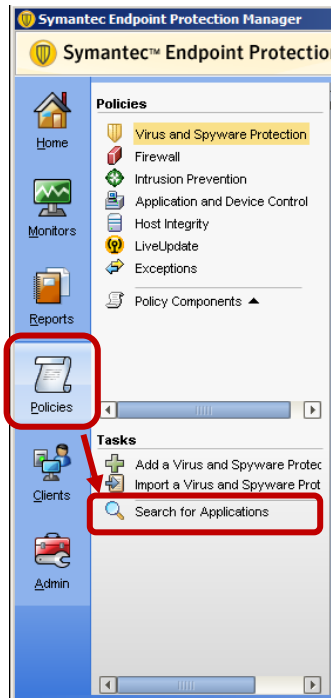 Symantec Endpoint Protection Manager
Symantec™ Endpoint Protectio
Home
Monitors
Reports
Policies
Clients
Admin
Policies
Virus and Spyware Protection
Firewall
Intrusion Prevention
Application and Device Control
Host Integrity
LiveUpdate
Exceptions
Policy Components ▲
Tasks
Add a Virus and Spyware Protec
Import a Virus and Spyware Prot
Search for Applications